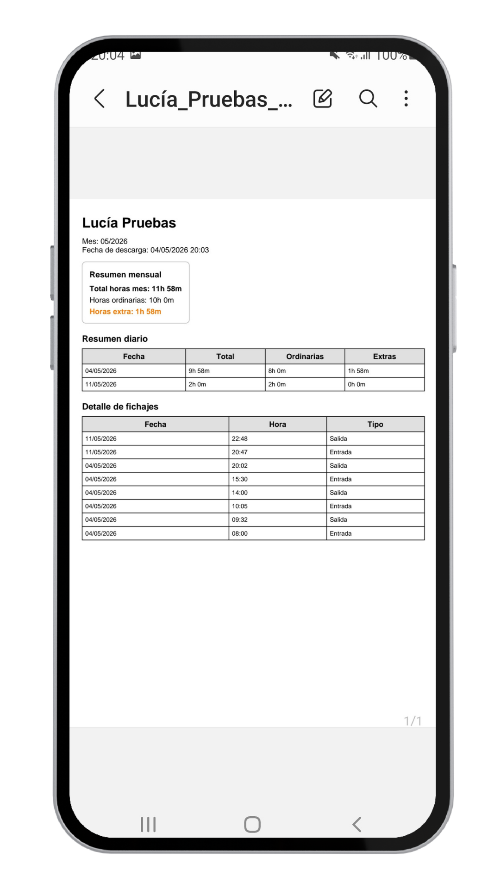 20:04 100%
Lucía_Pruebas_...
Lucía Pruebas
Mes: 05/2026
Fecha de descarga: 04/05/2026 20:03
Resumen mensual
Total horas mes: 11h 58m
Horas ordinarias: 10h 0m
Horas extra: 1h 58m
Resumen diario
Fecha Total Ordinarias Extras
04/05/2026 9h 58m 8h 0m 1h 58m
11/05/2026 2h 0m 2h 0m 0h 0m
Detalle de fichajes
Fecha Hora Tipo
11/05/2026 22:48 Salida
11/05/2026 20:47 Entrada
04/05/2026 20:02 Salida
04/05/2026 15:30 Entrada
04/05/2026 14:00 Salida
04/05/2026 10:05 Entrada
04/05/2026 09:32 Salida
04/05/2026 08:00 Entrada
1/1